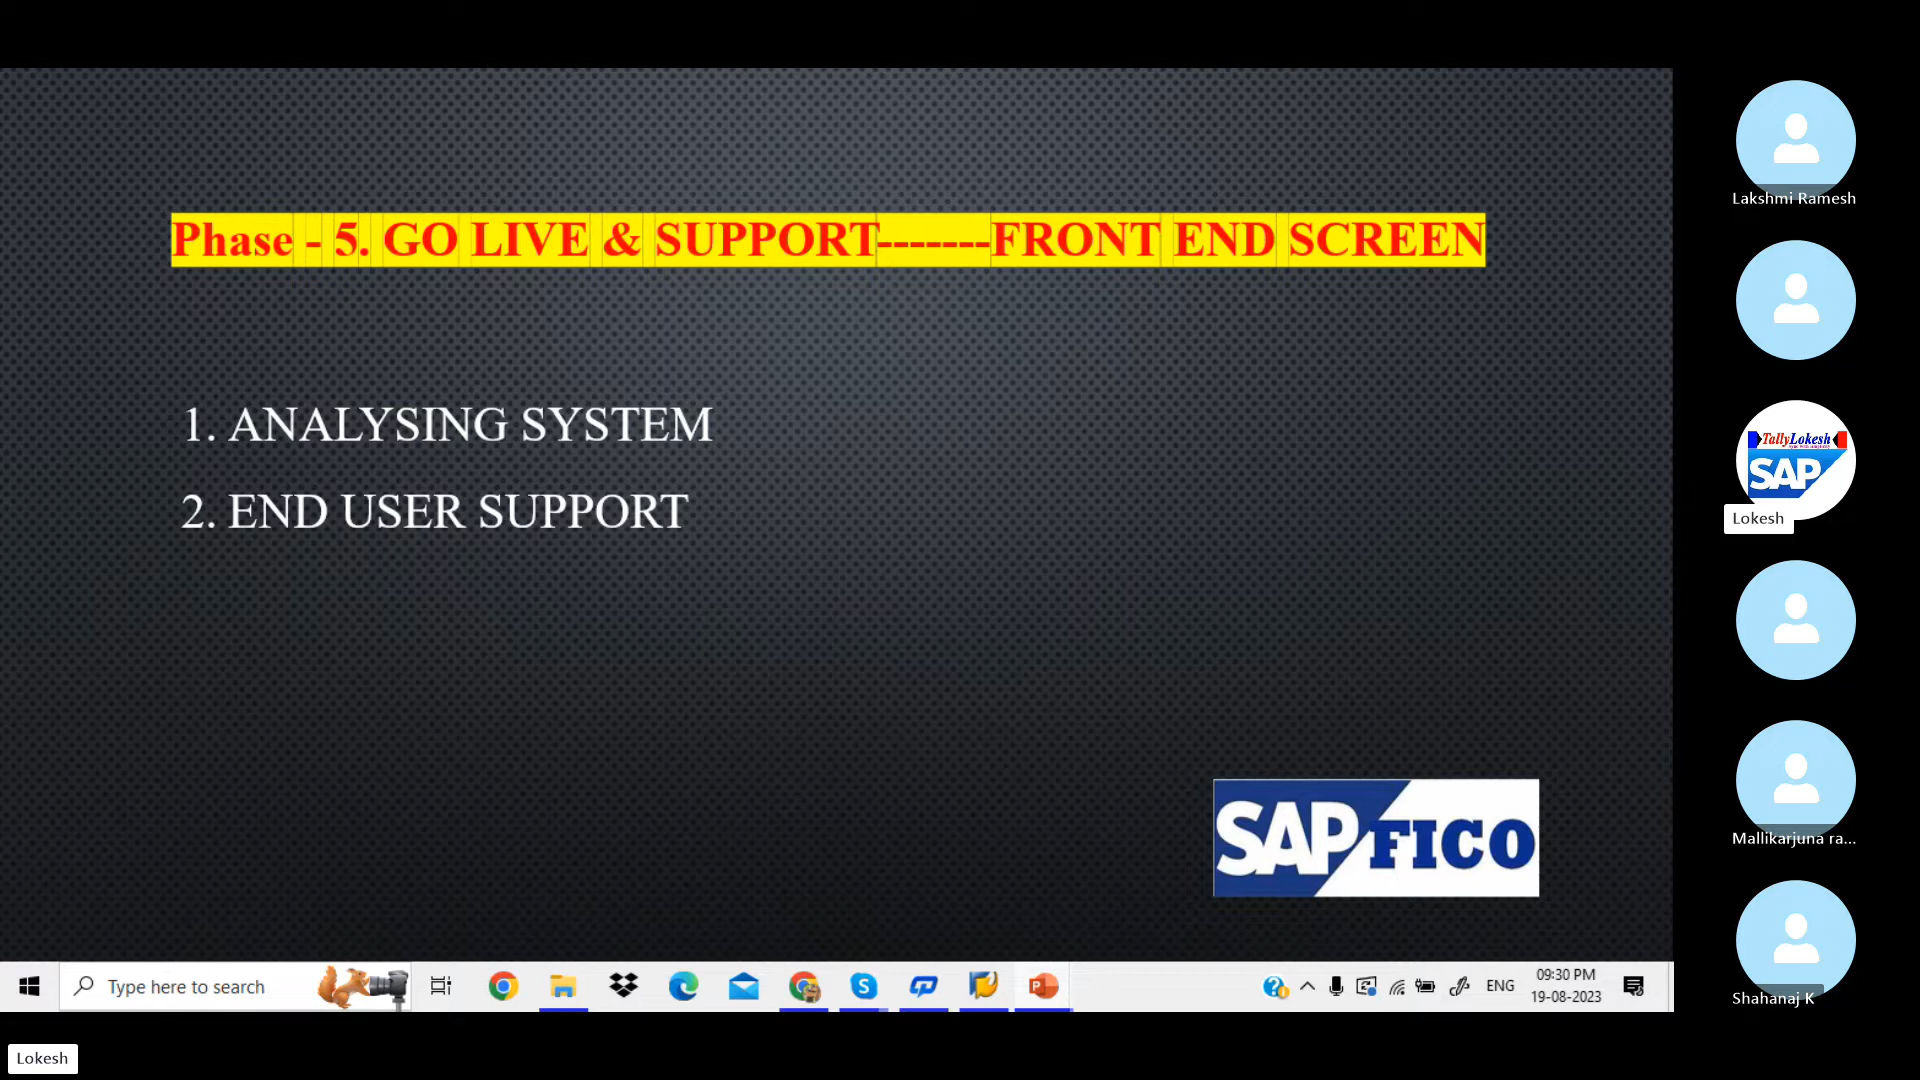 Phase - 5. GO LIVE & SUPPORT-------FRONT END SCREEN
1. ANALYSING SYSTEM
2. END USER SUPPORT
SAP FICO
Type here to search
ENG
09:30 PM
19-08-2023
Lokesh
Lakshmi Ramesh
TallyLokesh
SAP
Lokesh
Mallikarjuna ra...
Shahanaj K